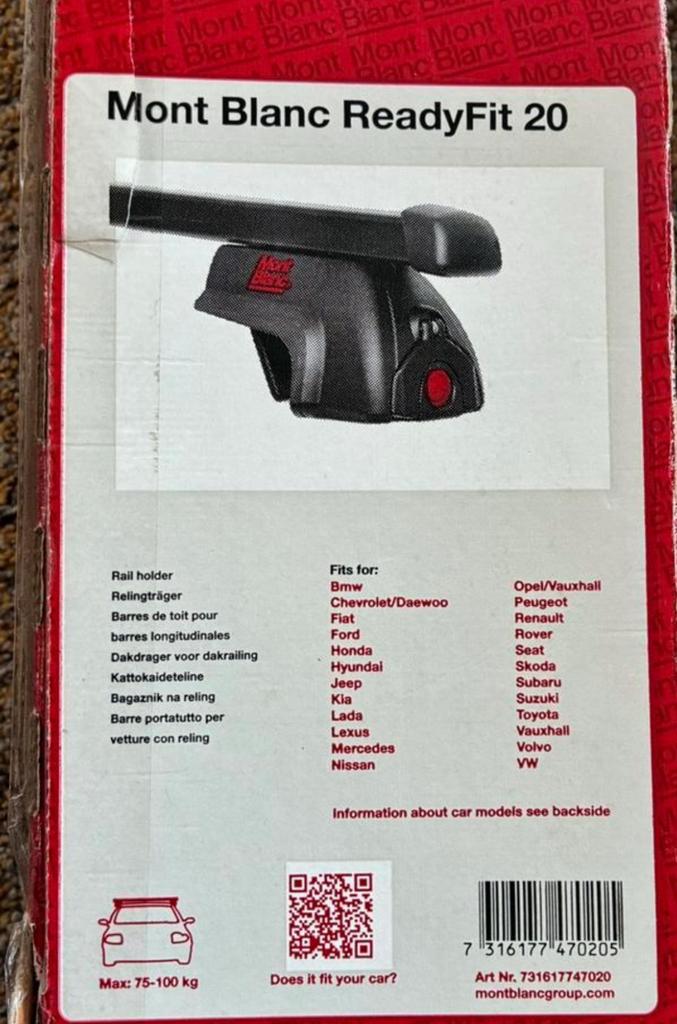 Mont Blanc ReadyFit 20
Mont
Blanc
Rail holder
Relingträger
Barres de toit pour
barres longitudinales
Dakdrager voor dakrailing
Kattokaideteline
Bagaznik na reling
Barre portatutto per
vetture con reling
Fits for:
Bmw
Chevrolet/Daewoo
Fiat
Ford
Honda
Hyundai
Jeep
Kia
Lada
Lexus
Mercedes
Nissan
Opel/Vauxhall
Peugeot
Renault
Rover
Seat
Skoda
Subaru
Suzuki
Toyota
Vauxhall
Volvo
VW
Information about car models see backside
Max: 75-100 kg
Does it fit your car?
7 316177 470205
Art Nr. 731617747020
montblancgroup.com